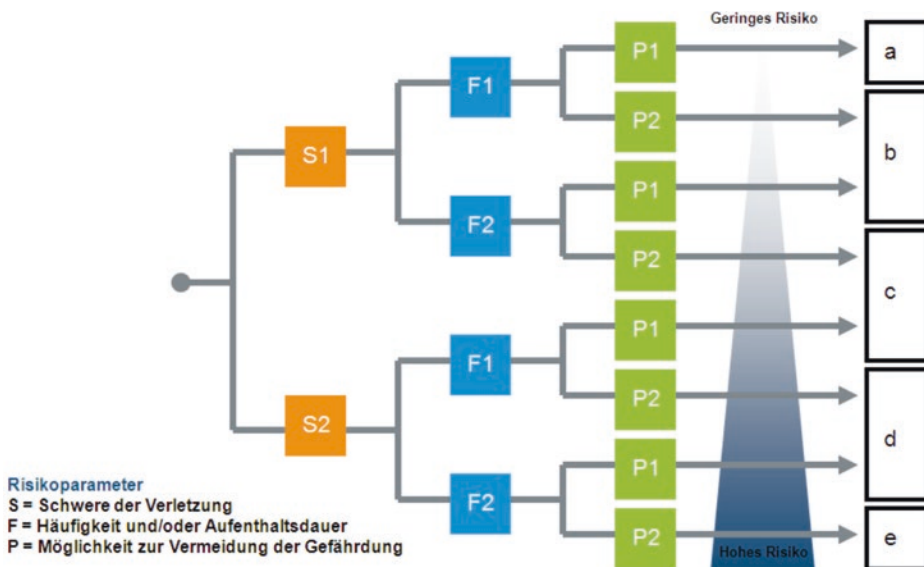 Geringes Risiko
P1
a
F1
P2
b
S1
P1
F2
P2
c
P1
F1
P2
d
S2
P1
F2
P2
e
Hohes Risiko
Risikoparameter
S = Schwere der Verletzung
F = Häufigkeit und/oder Aufenthaltsdauer
P = Möglichkeit zur Vermeidung der Gefährdung